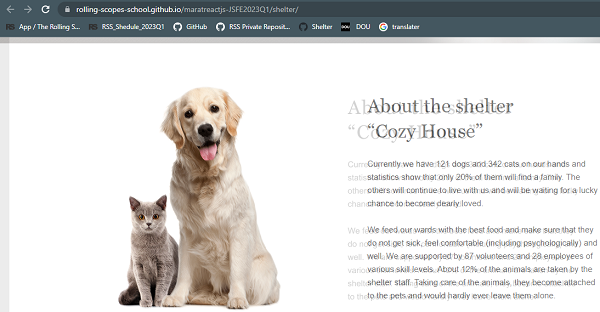 rolling-scopes-school.github.io/maratreactjs-JSFE2023Q1/shelter/
RS App / The Rolling S... RS RSS_Shedule_2023Q1 GitHub RSS Private Reposit... Shelter DOU DOU G translater
About the shelter
“Cozy House”
Currently we have 121 dogs and 342 cats on our hands and
statistics show that only 20% of them will find a family. The
others will continue to live with us and will be waiting for a lucky
chance to become dearly loved.
We feed our wards with the best food and make sure that they
do not get sick, feel comfortable (including psychologically) and
well. We are supported by 87 volunteers and 28 employees of
various skill levels. About 12% of the animals are taken by the
shelter staff. Taking care of the animals, they become attached
to the pets and would hardly ever leave them alone.